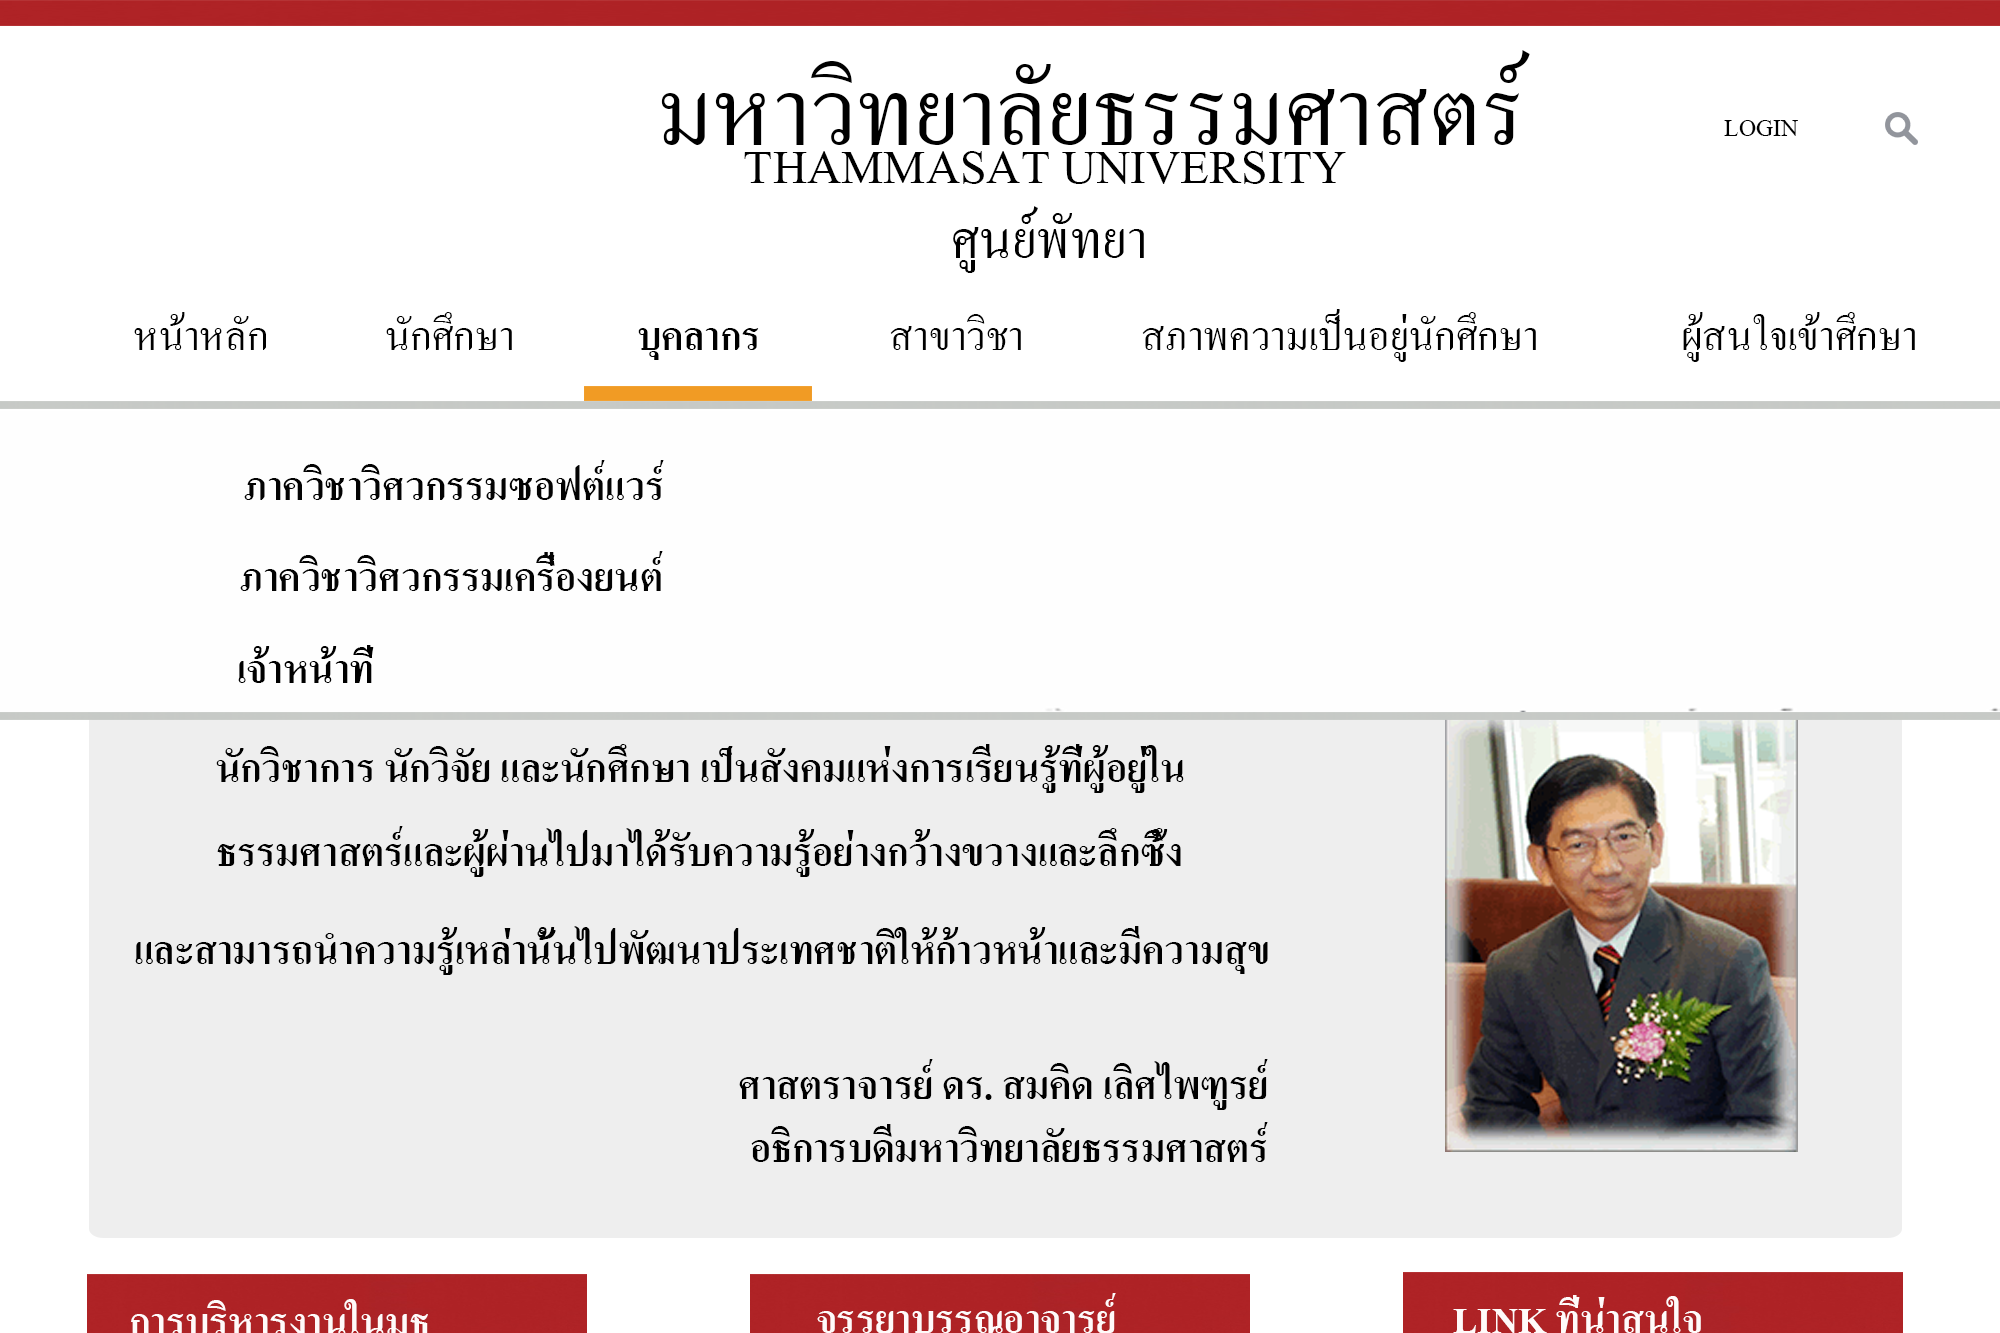 มหาวิทยาลัยธรรมศาสตร์
THAMMASAT UNIVERSITY
ศูนย์พัทยา
LOGIN
หน้าหลัก นักศึกษา บุคลากร สาขาวิชา สภาพความเป็นอยู่นักศึกษา ผู้สนใจเข้าศึกษา
ภาควิชาวิศวกรรมซอฟต์แวร์
ภาควิชาวิศวกรรมเครื่องยนต์
เจ้าหน้าที่
นักวิชาการ นักวิจัย และนักศึกษา เป็นสังคมแห่งการเรียนรู้ที่ผู้อยู่ใน
ธรรมศาสตร์และผู้ผ่านไปมาได้รับความรู้อย่างกว้างขวางและลึกซึ้ง
และสามารถนำความรู้เหล่านั้นไปพัฒนาประเทศชาติให้ก้าวหน้าและมีความสุข
ศาสตราจารย์ ดร. สมคิด เลิศไพฑูรย์
อธิการบดีมหาวิทยาลัยธรรมศาสตร์
การบริหารงานในมธ
จรรยาบรรณอาจารย์
LINK ที่น่าสนใจ